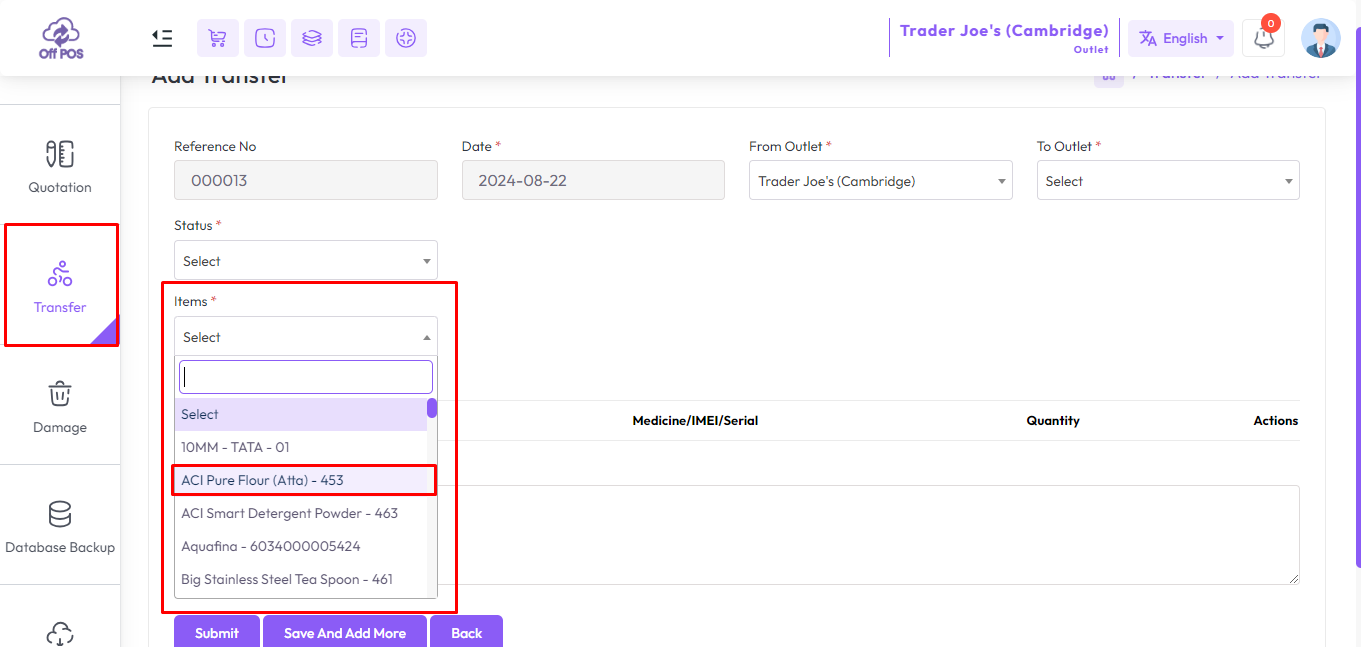 Off POS
Trader Joe's (Cambridge)
Outlet
English
0
Add Transfer
/ Transfer / Add Transfer
Quotation
Transfer
Damage
Database Backup
Reference No
000013
Date *
2024-08-22
From Outlet *
Trader Joe's (Cambridge)
To Outlet *
Select
Status *
Select
Items *
Select
Select
10MM - TATA - 01
ACI Pure Flour (Atta) - 453
ACI Smart Detergent Powder - 463
Aquafina - 6034000005424
Big Stainless Steel Tea Spoon - 461
Medicine/IMEI/Serial
Quantity
Actions
Submit
Save And Add More
Back